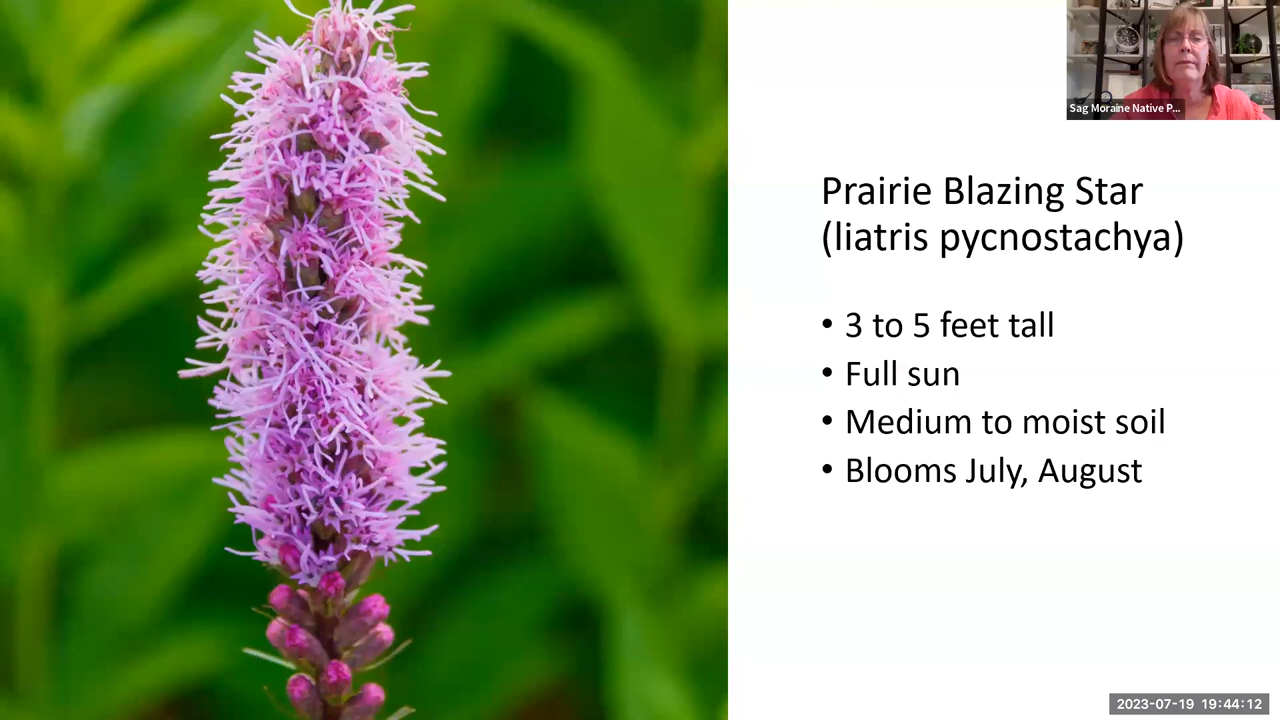 Sag Moraine Native P...
Prairie Blazing Star
(liatris pycnostachya)
• 3 to 5 feet tall
• Full sun
• Medium to moist soil
• Blooms July, August
2023-07-19 19:44:12